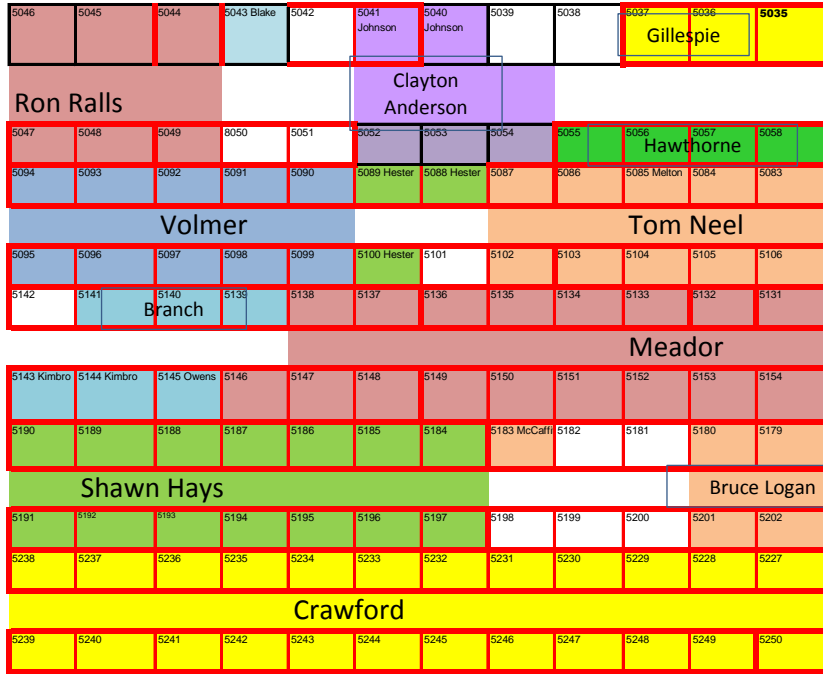 5046 5045 5044 5043 Blake 5042 5041 Johnson 5040 Johnson 5039 5038 5037 5036 5035
Gillespie
Ron Ralls
Clayton
Anderson
5047 5048 5049 8050 5051 5052 5053 5054 5055 5056 5057 5058
Hawthorne
5094 5093 5092 5091 5090 5089 Hester 5088 Hester 5087 5086 5085 Melton 5084 5083
Volmer Tom Neel
5095 5096 5097 5098 5099 5100 Hester 5101 5102 5103 5104 5105 5106
5142 5141 5140 5139 5138 5137 5136 5135 5134 5133 5132 5131
Branch
Meador
5143 Kimbro 5144 Kimbro 5145 Owens 5146 5147 5148 5149 5150 5151 5152 5153 5154
5190 5189 5188 5187 5186 5185 5184 5183 McCaffi 5182 5181 5180 5179
Shawn Hays Bruce Logan
5191 5192 5193 5194 5195 5196 5197 5198 5199 5200 5201 5202
5238 5237 5236 5235 5234 5233 5232 5231 5230 5229 5228 5227
Crawford
5239 5240 5241 5242 5243 5244 5245 5246 5247 5248 5249 5250